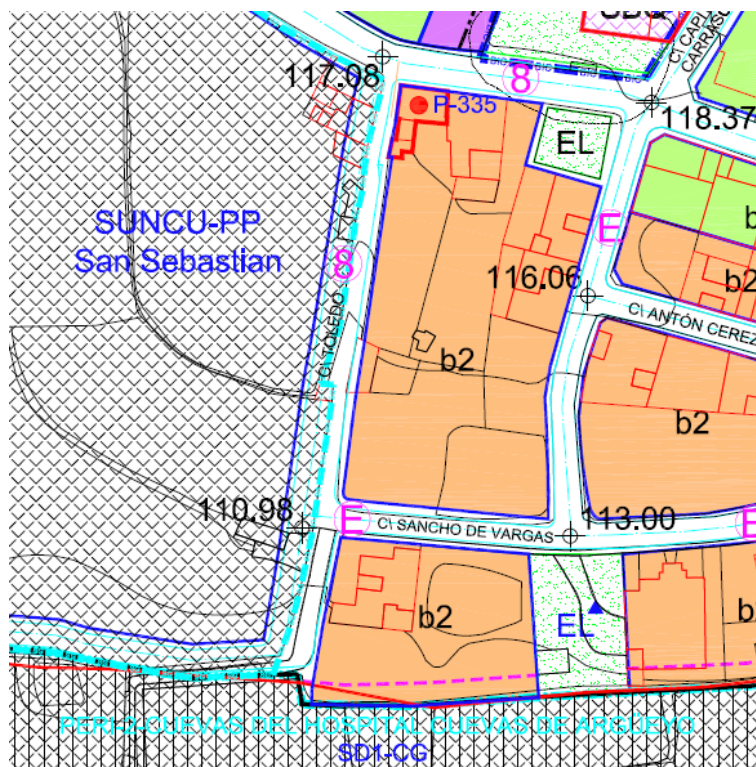 C\ CAPI
CARRASC
117.08
8
P-335
118.37
EL
SUNCU-PP
San Sebastian
E
b2
8
116.06
C\ ANTÓN CEREZ
C\ TOLEDO
b2
b2
110.98
E
C\ SANCHO DE VARGAS
113.00
E
b2
EL
b
PERI-2-CUEVAS DEL HOSPITAL CUEVAS DE ARGÜEYO
SD1-CG